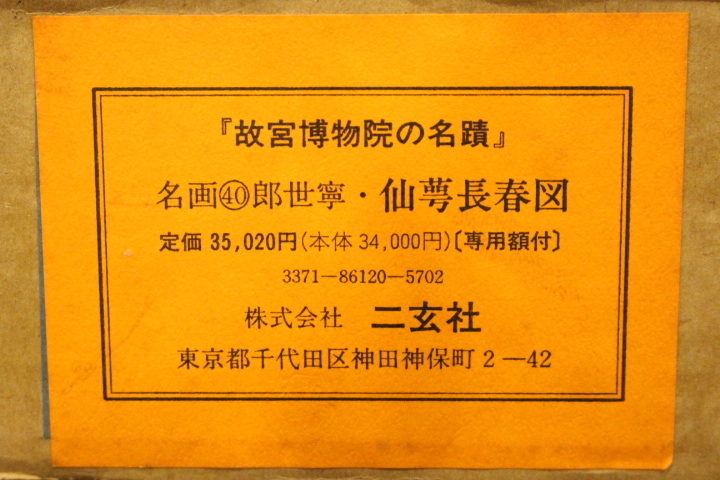 『故宮博物院の名蹟』
名画㊵郎世寧・仙萼長春図
定価 35,020円(本体 34,000円)〔専用額付〕
3371―86120―5702
株式会社 二玄社
東京都千代田区神田神保町2―42